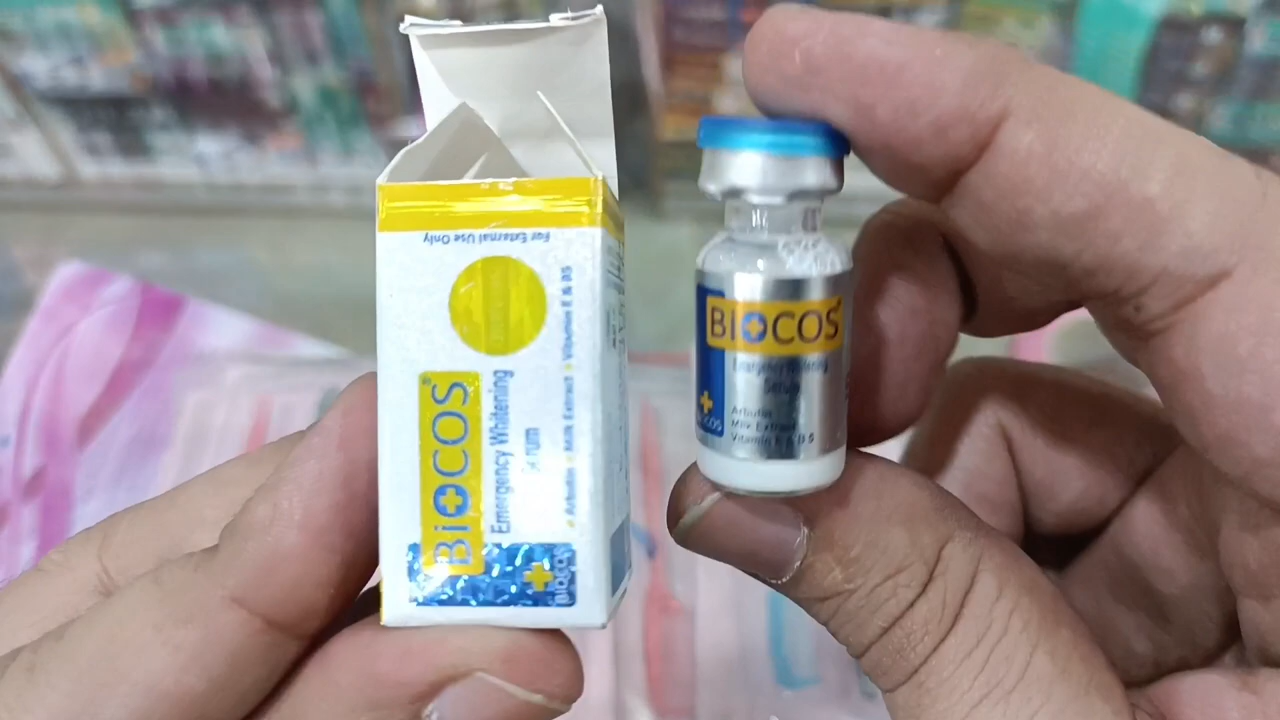 For External Use Only
BiOCOS®
Emergency Whitening
Serum
Arbutin Milk Extract Vitamin E & B5
BIOCOS
BIOCOS
Emergency Whitening
Serum
Arbutin
Milk Extract
Vitamin E & B5
BIOCOS